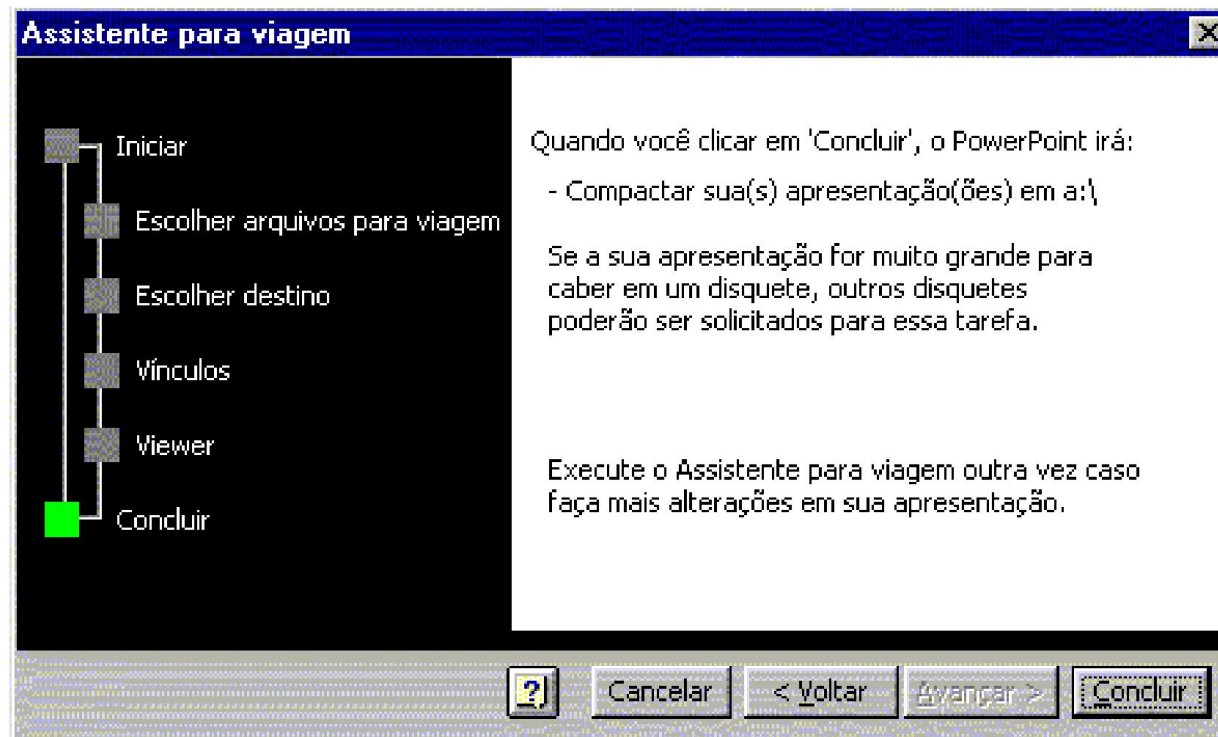 Assistente para viagem
Iniciar
Escolher arquivos para viagem
Escolher destino
Vínculos
Viewer
Concluir
Quando você clicar em 'Concluir', o PowerPoint irá:
- Compactar sua(s) apresentação(ões) em a:\
Se a sua apresentação for muito grande para
caber em um disquete, outros disquetes
poderão ser solicitados para essa tarefa.
Execute o Assistente para viagem outra vez caso
faça mais alterações em sua apresentação.
? Cancelar < Voltar Avançar > Concluir